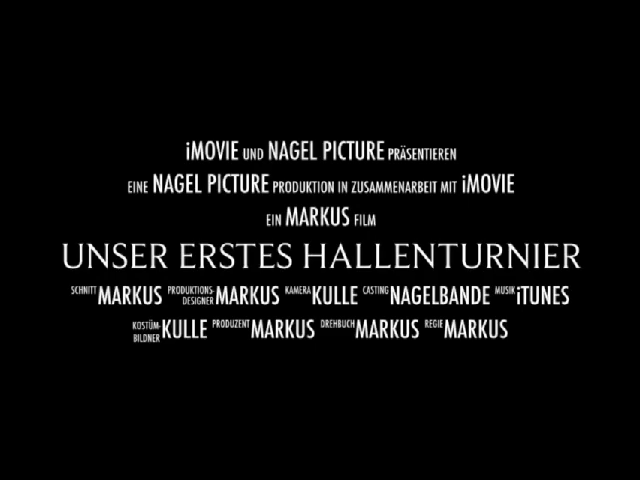 iMOVIE UND NAGEL PICTURE PRÄSENTIEREN
EINE NAGEL PICTURE PRODUKTION IN ZUSAMMENARBEIT MIT iMOVIE
EIN MARKUS FILM
UNSER ERSTES HALLENTURNIER
SCHNITT MARKUS PRODUKTIONS-DESIGNER MARKUS KAMERA KULLE CASTING NAGELBANDE MUSIK iTUNES
KOSTÜM-BILDNER KULLE PRODUZENT MARKUS DREHBUCH MARKUS REGIE MARKUS